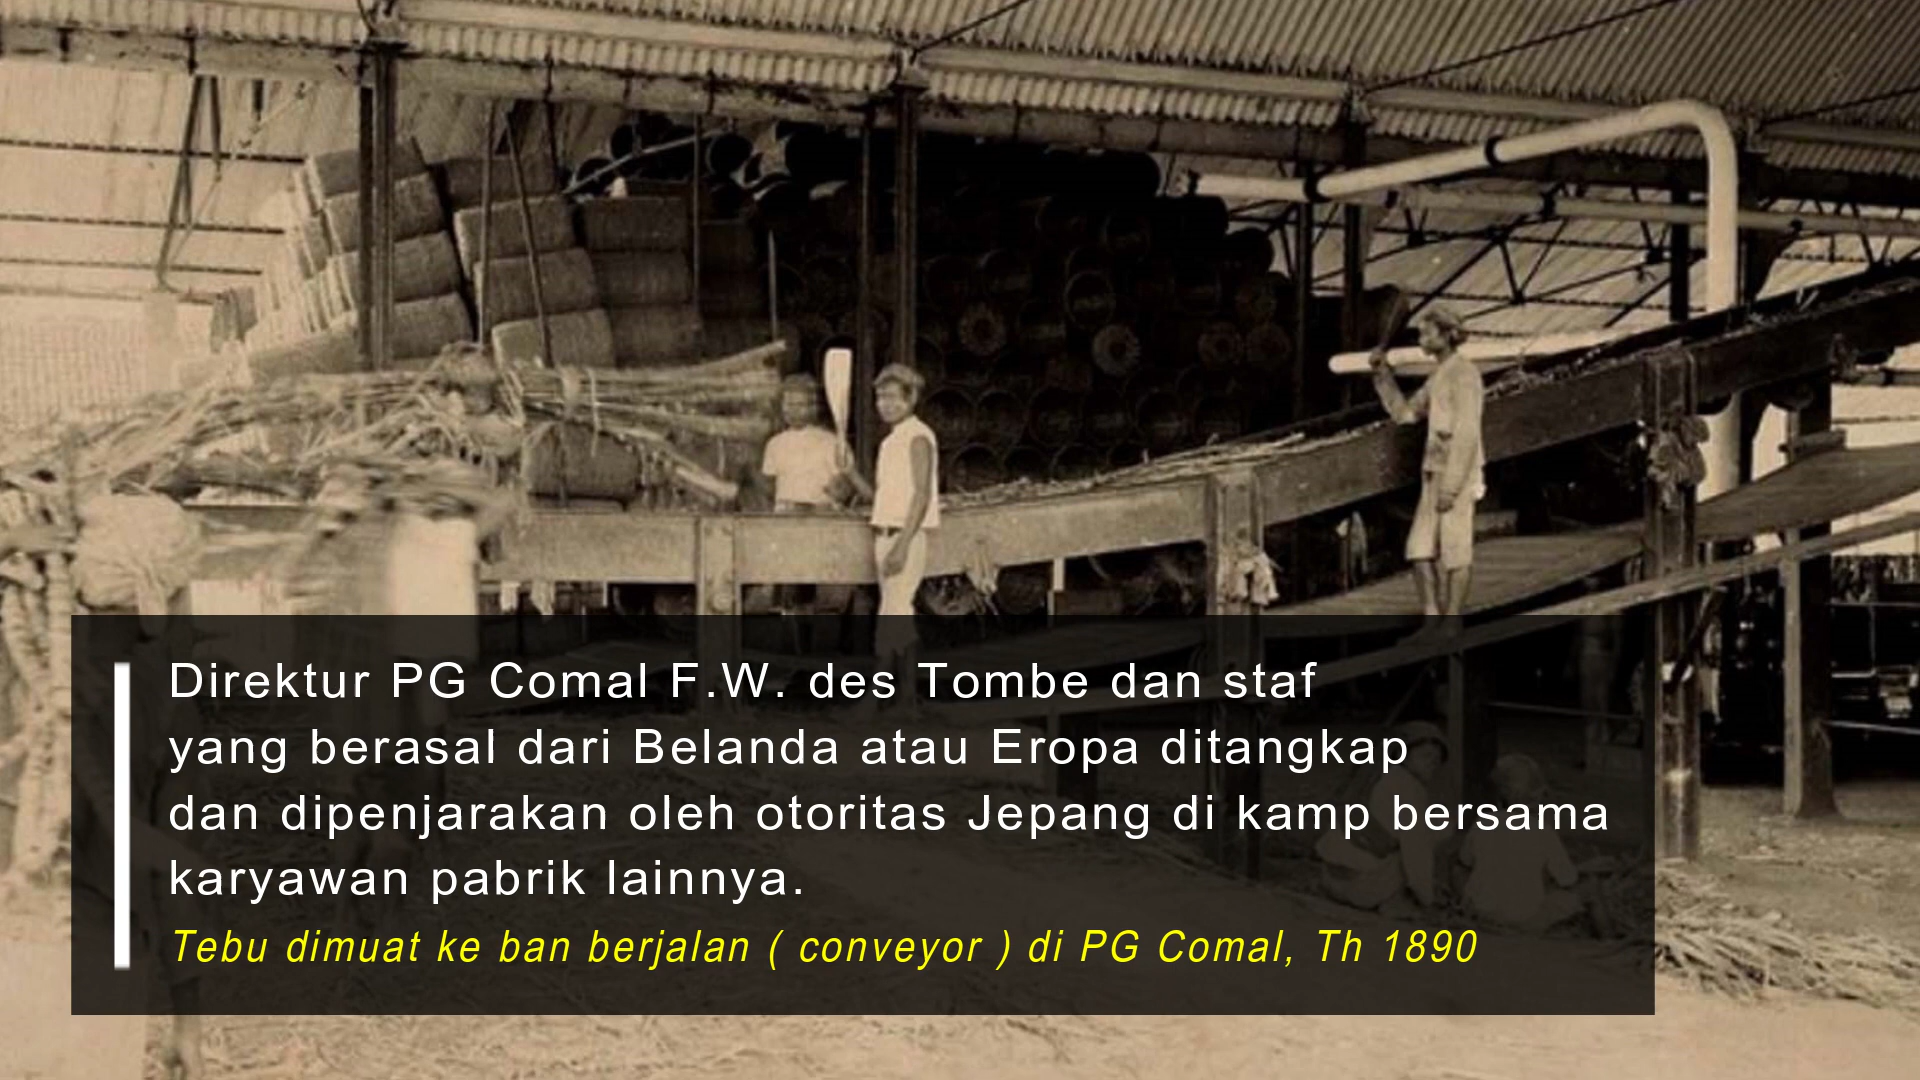 Direktur PG Comal F.W. des Tombe dan staf
yang berasal dari Belanda atau Eropa ditangkap
dan dipenjarakan oleh otoritas Jepang di kamp bersama
karyawan pabrik lainnya.
Tebu dimuat ke ban berjalan ( conveyor ) di PG Comal, Th 1890